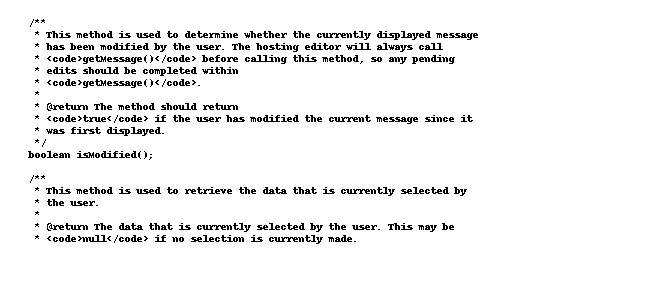 /**
* This method is used to determine whether the currently displayed message
* has been modified by the user. The hosting editor will always call
* <code>getMessage()</code> before calling this method, so any pending
* edits should be completed within
* <code>getMessage()</code>.
*
* @return The method should return
* <code>true</code> if the user has modified the current message since it
* was first displayed.
*/
boolean isModified();
/**
* This method is used to retrieve the data that is currently selected by
* the user.
*
* @return The data that is currently selected by the user. This may be
* <code>null</code> if no selection is currently made.